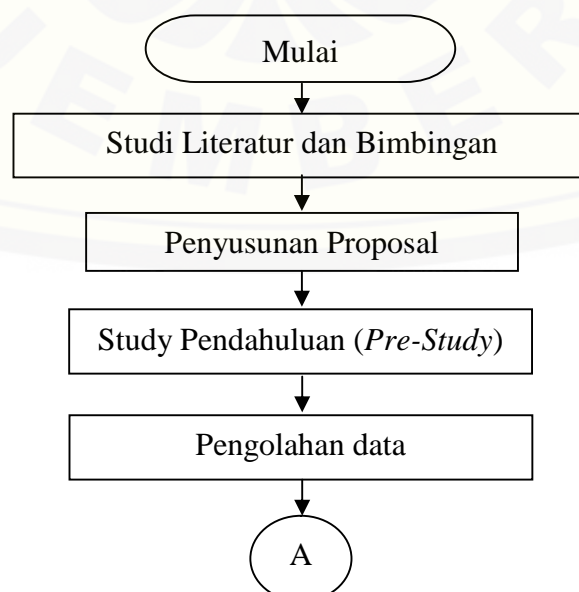 Mulai
Studi Literatur dan Bimbingan
Penyusunan Proposal
Study Pendahuluan (Pre-Study)
Pengolahan data
A